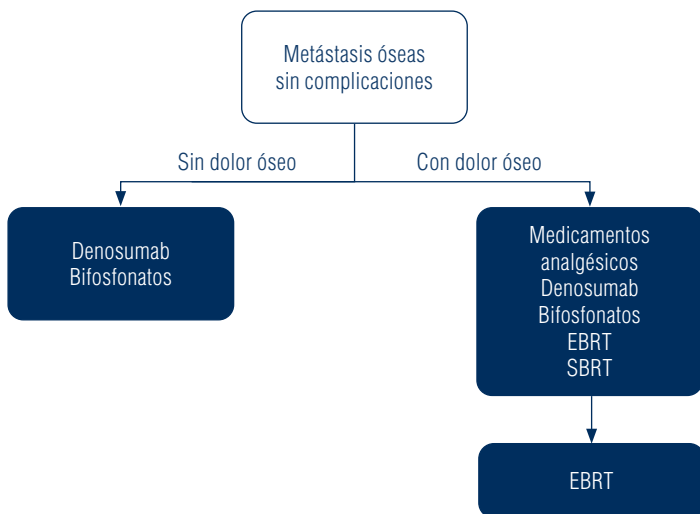 Metástasis óseas
sin complicaciones
Sin dolor óseo
Con dolor óseo
Denosumab
Bifosfonatos
Medicamentos
analgésicos
Denosumab
Bifosfonatos
EBRT
SBRT
EBRT